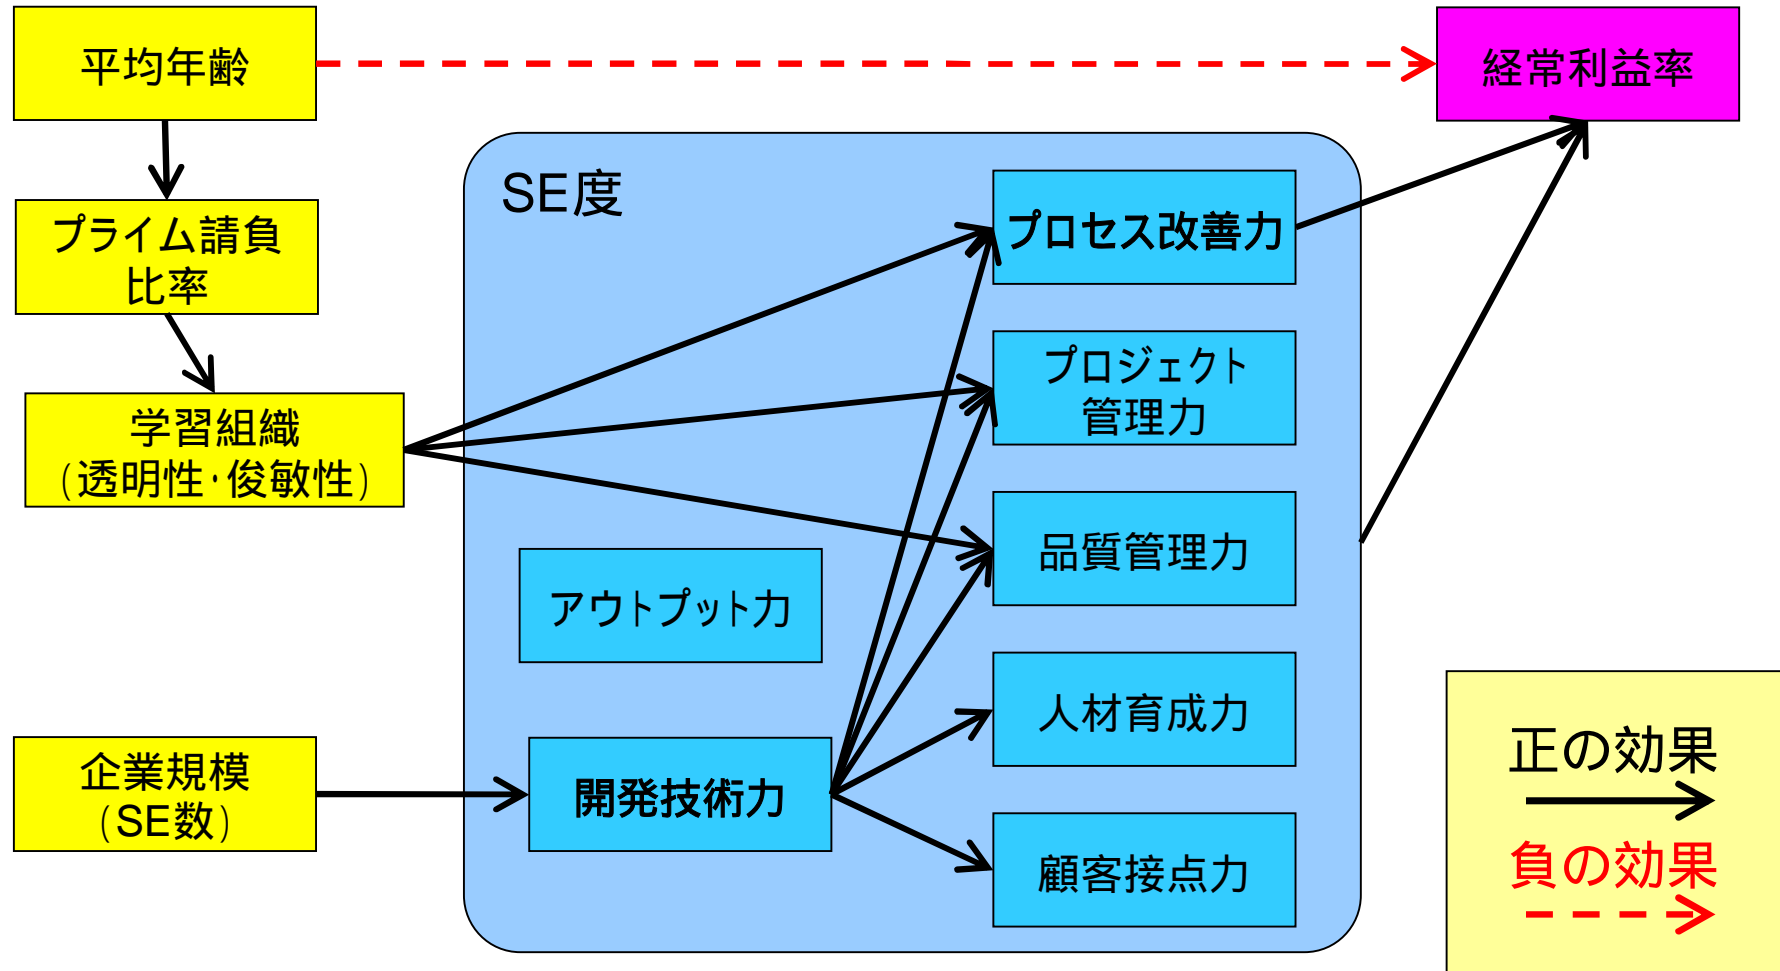 平均年齢
経常利益率
SE度
プライム請負
比率
プロセス改善力
プロジェクト
管理力
学習組織
(透明性・俊敏性)
品質管理力
アウトプット力
人材育成力
企業規模
(SE数)
開発技術力
顧客接点力
正の効果
負の効果